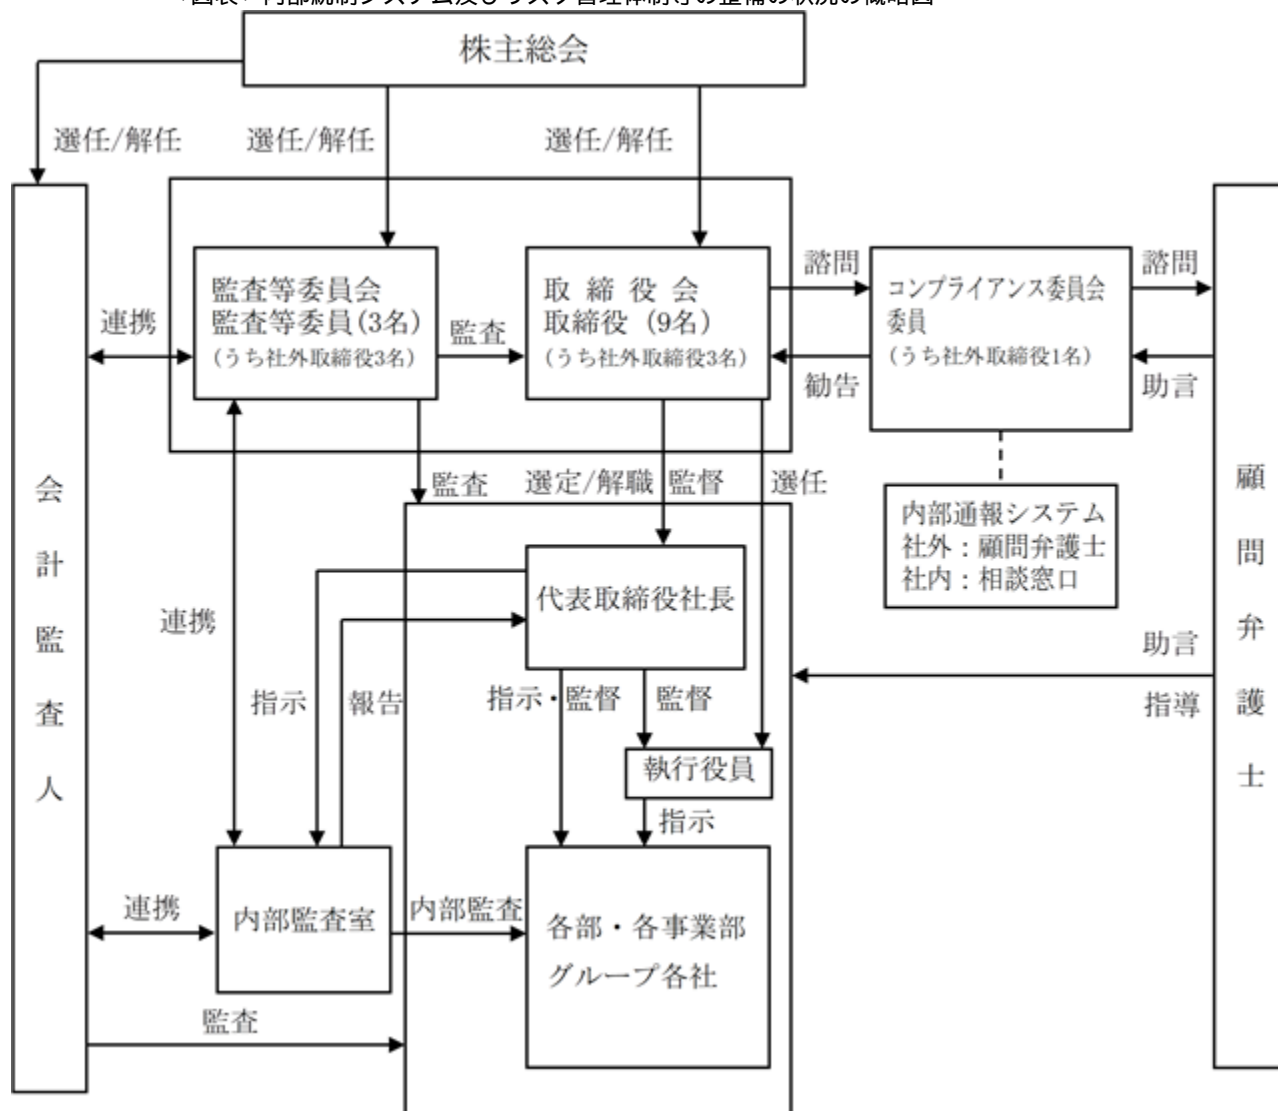 株主総会
選任/解任
選任/解任
選任/解任
監査等委員会
監査等委員(3名)
(うち社外取締役3名)
監査
取締役会
取締役 (9名)
(うち社外取締役3名)
諮問
勧告
コンプライアンス委員会
委員
(うち社外取締役1名)
諮問
助言
連携
会計監査人
顧問弁護士
監査
選定/解職
監督
選任
内部通報システム
社外：顧問弁護士
社内：相談窓口
代表取締役社長
連携
指示
報告
指示・監督
監督
助言
指導
執行役員
指示
連携
内部監査室
内部監査
各部・各事業部
グループ各社
監査